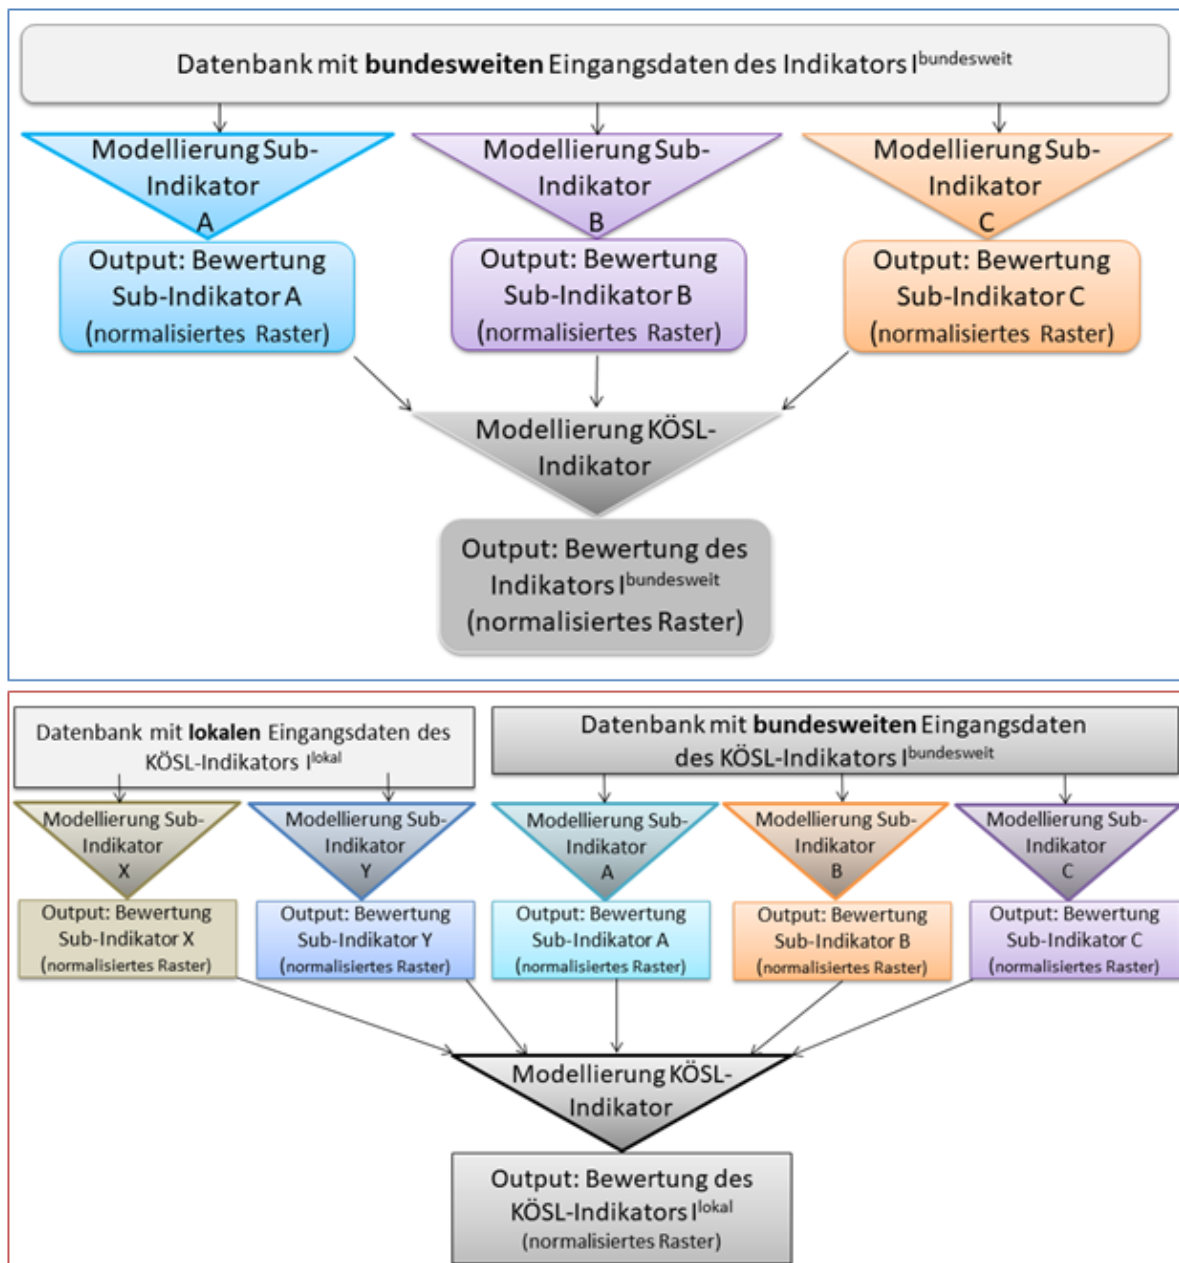 Datenbank mit bundesweiten Eingangsdaten des Indikators I^bundesweit
Modellierung Sub-
Indikator
A
Modellierung Sub-
Indikator
B
Modellierung Sub-
Indikator
C
Output: Bewertung
Sub-Indikator A
(normalisiertes Raster)
Output: Bewertung
Sub-Indikator B
(normalisiertes Raster)
Output: Bewertung
Sub-Indikator C
(normalisiertes Raster)
Modellierung KÖSL-
Indikator
Output: Bewertung des
Indikators I^bundesweit
(normalisiertes Raster)
Datenbank mit lokalen Eingangsdaten des
KÖSL-Indikators I^lokal
Datenbank mit bundesweiten Eingangsdaten
des KÖSL-Indikators I^bundesweit
Modellierung Sub-
Indikator
X
Modellierung Sub-
Indikator
Y
Modellierung Sub-
Indikator
A
Modellierung Sub-
Indikator
B
Modellierung Sub-
Indikator
C
Output: Bewertung
Sub-Indikator X
(normalisiertes Raster)
Output: Bewertung
Sub-Indikator Y
(normalisiertes Raster)
Output: Bewertung
Sub-Indikator A
(normalisiertes Raster)
Output: Bewertung
Sub-Indikator B
(normalisiertes Raster)
Output: Bewertung
Sub-Indikator C
(normalisiertes Raster)
Modellierung KÖSL-
Indikator
Output: Bewertung des
KÖSL-Indikators I^lokal
(normalisiertes Raster)